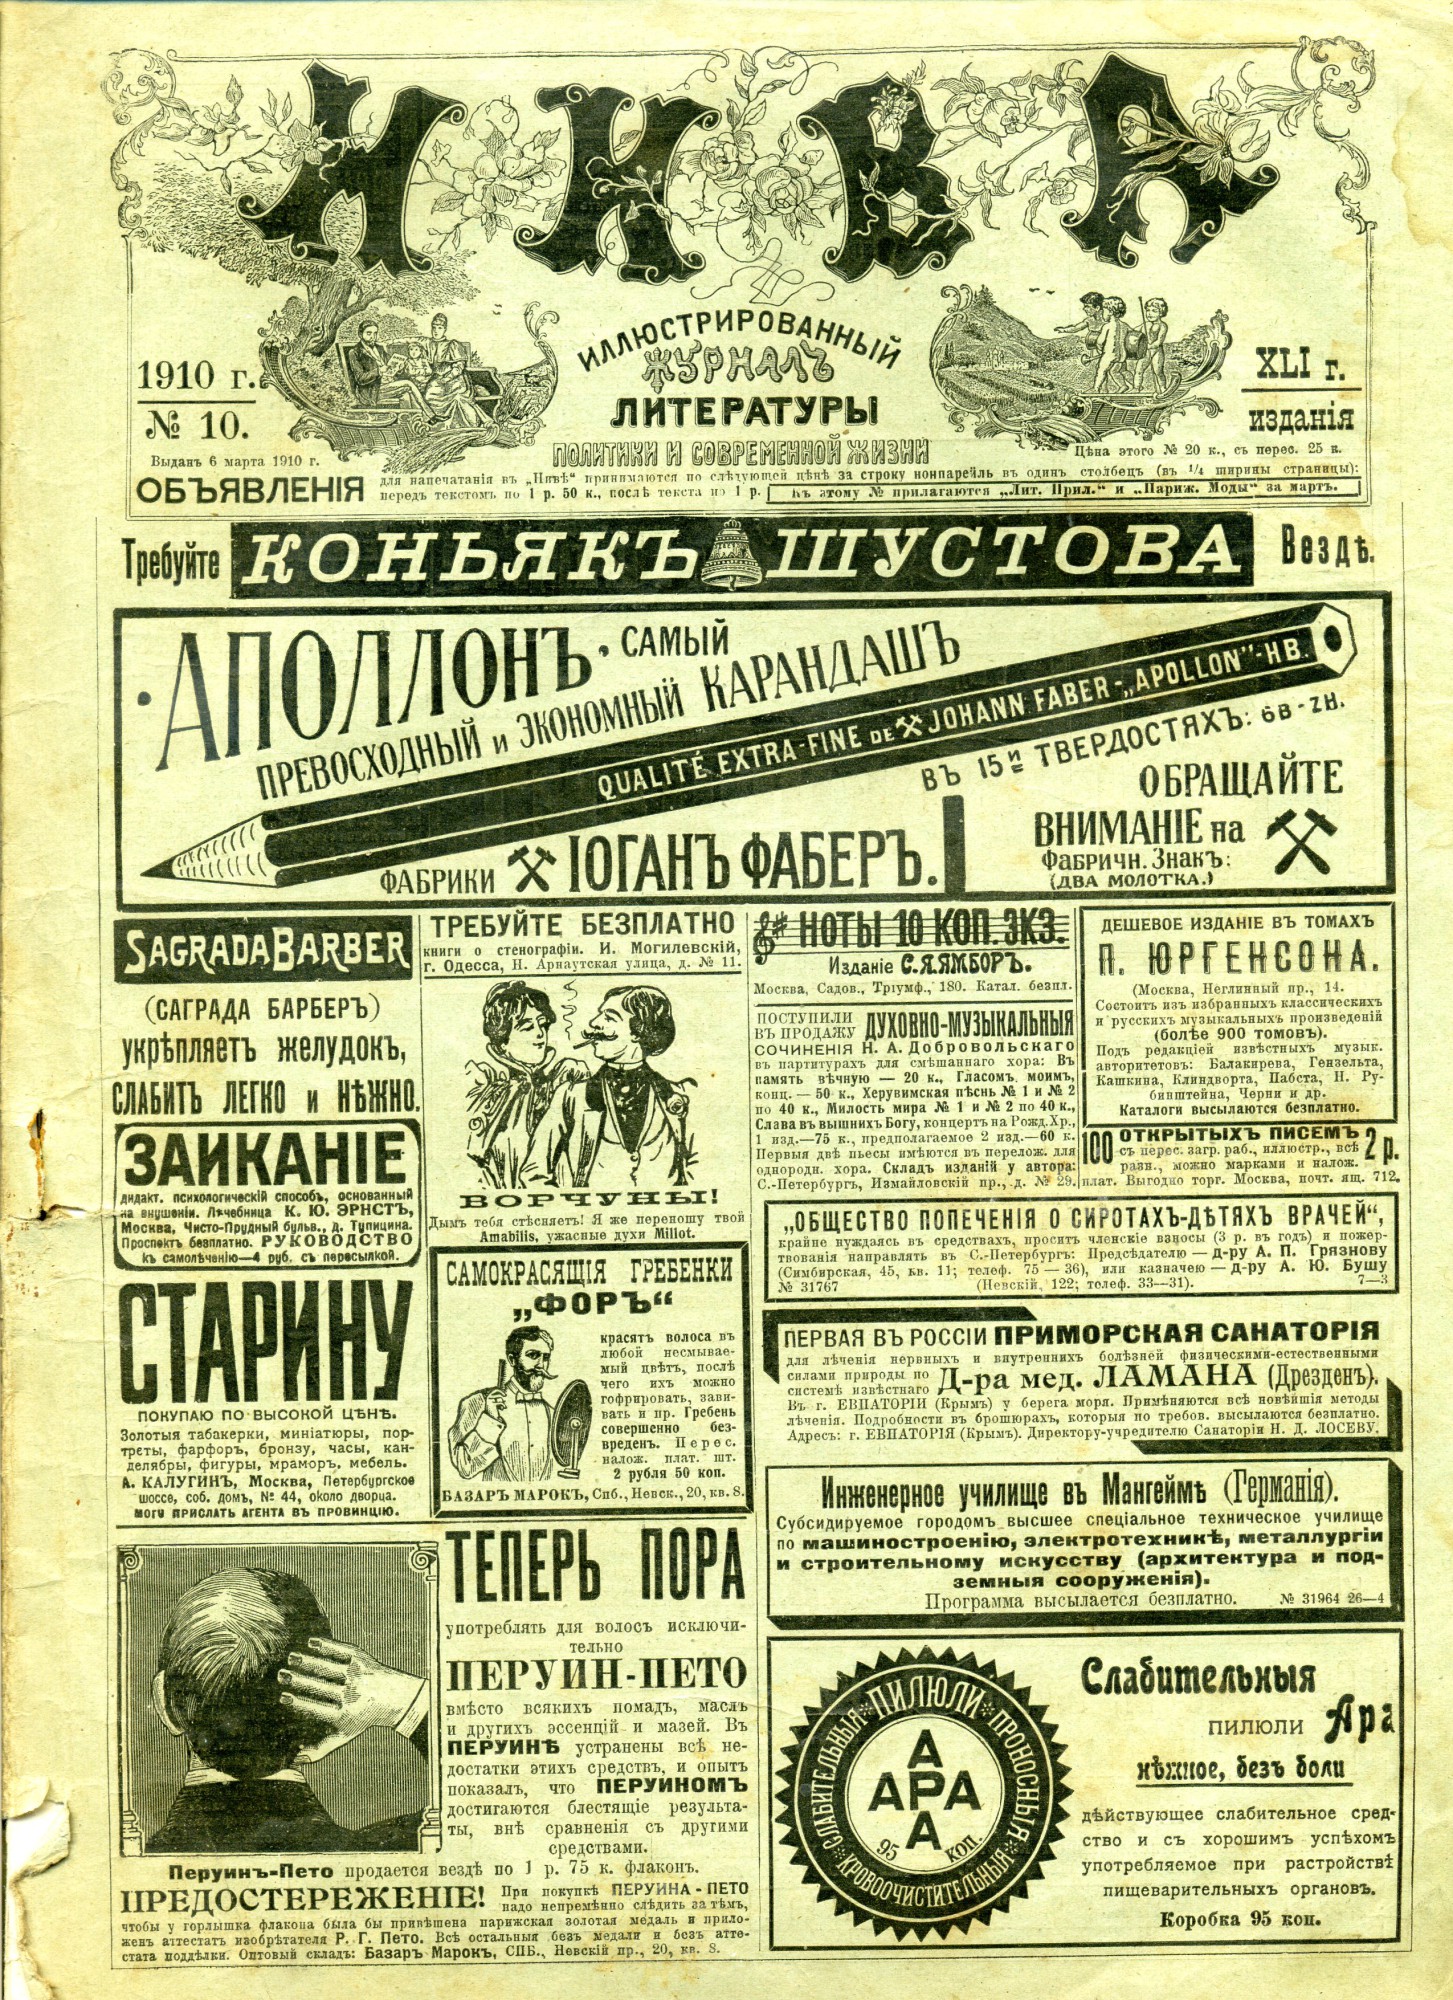 НИВА
ИЛЛЮСТРИРОВАННЫЙ
ЖУРНАЛЪ
ЛИТЕРАТУРЫ
ПОЛИТИКИ И СОВРЕМЕННОЙ ЖИЗНИ
1910 г.
№ 10.
Выданъ 6 марта 1910 г.
XLI г.
изданія
Цѣна этого № 20 к., съ перес. 25 к.
ОБЪЯВЛЕНІЯ
для напечатанія въ „Нивѣ“ принимаются по слѣдующей цѣнѣ за строку нонпарейль въ одинъ столбецъ (въ 1/4 ширины страницы):
передъ текстомъ по 1 р. 50 к., послѣ текста по 1 р.
Къ этому № прилагаются „Лит. Прил.“ и „Париж. Моды“ за мартъ.
Требуйте КОНЬЯКЪ ШУСТОВА Вездѣ.
„АПОЛЛОНЪ“, САМЫЙ
ПРЕВОСХОДНЫЙ и ЭКОНОМНЫЙ КАРАНДАШЪ
QUALITÉ EXTRA-FINE DE JOHANN FABER-„APOLLON“-HB.
ВЪ 15и ТВЕРДОСТЯХЪ: 6B-7H.
ФАБРИКИ ІОГАНЪ ФАБЕРЪ.
ОБРАЩАЙТЕ
ВНИМАНІЕ на
ФАБРИЧН. ЗНАКЪ:
(ДВА МОЛОТКА.)
SAGRADA BARBER
(САГРАДА БАРБЕРЪ)
укрѣпляетъ желудокъ,
СЛАБИТЪ ЛЕГКО и НѢЖНО.
ЗАИКАНІЕ
дидакт. психологическій способъ, основанный
на внушеніи. Лѣчебница К. Ю. ЭРНСТЪ,
Москва, Чисто-Прудный бульв., д. Тупицина.
Проспектъ безплатно. РУКОВОДСТВО
къ самолѣченію—4 руб. съ пересылкой.
СТАРИНУ
ПОКУПАЮ ПО ВЫСОКОЙ ЦѢНЕ.
Золотыя табакерки, миніатюры, пор-
треты, фарфоръ, бронзу, часы, кан-
делябры, фигуры, мраморъ, мебель.
А. КАЛУГИНЪ, Москва, Петербургское
шоссе, соб. домъ, № 44, около дворца.
МОГУ ПРИСЛАТЬ АГЕНТА ВЪ ПРОВИНЦІЮ.
ТРЕБУЙТЕ БЕЗПЛАТНО
книги о стенографіи. И. Могилевскій,
г. Одесса, Н. Арнаутская улица, д. № 11.
ВОРЧУНЫ!
Дымъ тебя стѣсняетъ! Я же переношу твой
Amabilis, ужасные духи Millot.
САМОКРАСЯЩІЯ ГРЕБЕНКИ
„ФОРЪ“
красятъ волоса въ
любой несмывае-
мый цвѣтъ, послѣ
чего ихъ можно
гофрировать, зави-
вать и пр. Гребень
совершенно без-
вреденъ. Перес.
налож. плат. шт.
2 рубля 50 коп.
БАЗАРЪ МАРОКЪ, Спб., Невск., 20, кв. 8.
НОТЫ 10 КОП. ЭКЗ.
Изданіе С.Я.ЯМБОРЪ.
Москва, Садов., Тріумф., 180. Катал. безпл.
ПОСТУПИЛИ
ВЪ ПРОДАЖУ ДУХОВНО-МУЗЫКАЛЬНЫЯ
СОЧИНЕНІЯ Н. А. Добровольскаго
въ партитурахъ для смѣшаннаго хора: Въ
память вѣчную — 20 к., Гласомъ моимъ,
конц. — 50 к., Херувимская пѣснь № 1 и № 2
по 40 к., Милость мира № 1 и № 2 по 40 к.,
Слава въ вышнихъ Богу, концертъ на Рожд. Хр.,
1 изд.—75 к., предполагаемое 2 изд.—60 к.
Первыя двѣ пьесы имѣются въ перелож. для
однородн. хора. Складъ изданій у автора:
С.-Петербургъ, Измайловскій пр., д. № 29.
ДЕШЕВОЕ ИЗДАНІЕ ВЪ ТОМАХЪ
П. ЮРГЕНСОНА.
(Москва, Неглинный пр., 14.
Состоитъ изъ избранныхъ классическихъ
и русскихъ музыкальныхъ произведеній
(болѣе 900 томовъ).
Подъ редакціей извѣстныхъ музык.
авторитетовъ: Балакирева, Гензельта,
Кашкина, Клиндворта, Пабста, Н. Ру-
бинштейна, Черни и др.
Каталоги высылаются безплатно.
100 ОТКРЫТЫХЪ ПИСЕМЪ 2 р.
съ перес. загр. раб., иллюстр., всѣ
разн., можно марками и налож.
плат. Выгодно торг. Москва, почт. ящ. 712.
„ОБЩЕСТВО ПОПЕЧЕНІЯ О СИРОТАХЪ-ДѢТЯХЪ ВРАЧЕЙ“,
крайне нуждаясь въ средствахъ, проситъ членскіе взносы (3 р. въ годъ) и пожер-
твованія направлять въ С.-Петербургъ: Предсѣдателю — д-ру А. П. Грязнову
(Симбирская, 45, кв. 11; телеф. 75—36), или казначею — д-ру А. Ю. Бушу
№ 31767 (Невскій, 122; телеф. 33—31). 7—3
ПЕРВАЯ ВЪ РОССІИ ПРИМОРСКАЯ САНАТОРІЯ
для лѣченія нервныхъ и внутреннихъ болѣзней физическими-естественными
силами природы по
системѣ извѣстнаго Д-ра мед. ЛАМАНА (Дрезденъ).
Въ г. ЕВПАТОРІИ (Крымъ) у берега моря. Примѣняются всѣ новѣйшія методы
лѣченія. Подробности въ брошюрахъ, которыя по требов. высылаются безплатно.
Адресъ: г. ЕВПАТОРІЯ (Крымъ). Директору-учредителю Санаторіи Н. Д. ЛОСЕВУ.
Инженерное училище въ Мангеймѣ (Германія).
Субсидируемое городомъ высшее спеціальное техническое училище
по машиностроенію, электротехникѣ, металлургіи
и строительному искусству (архитектура и под-
земныя сооруженія).
Программа высылается безплатно. № 31964 26—4
ТЕПЕРЬ ПОРА
употреблять для волосъ исключи-
тельно
ПЕРУИН-ПЕТО
вмѣсто всякихъ помадъ, маслъ
и другихъ эссенцій и мазей. Въ
ПЕРУИНѢ устранены всѣ не-
достатки этихъ средствъ, и опытъ
показалъ, что ПЕРУИНОМЪ
достигаются блестящіе результа-
ты, внѣ сравненія съ другими
средствами.
Перуинъ-Пето продается вездѣ по 1 р. 75 к. флаконъ.
ПРЕДОСТЕРЕЖЕНІЕ! При покупкѣ ПЕРУИНА-ПЕТО
надо непремѣнно слѣдить за тѣмъ,
чтобы у горлышка флакона была бы привѣшена парижская золотая медаль и прило-
женъ аттестатъ изобрѣтателя Р. Г. Пето. Всѣ остальныя безъ медали и безъ атте-
стата поддѣлки. Оптовый складъ: Базаръ Марокъ, СПБ., Невскій пр., 20, кв. 8.
СЛАБИТЕЛЬНЫЯ ПИЛЮЛИ ПРОНОСНЫЯ КРОВООЧИСТИТЕЛЬНЫЯ
А
АРА
А
95 КОП.
Слабительныя
ПИЛЮЛИ Ара
нѣжное, безъ боли
дѣйствующее слабительное сред-
ство и съ хорошимъ успѣхомъ
употребляемое при растройствѣ
пищеварительныхъ органовъ.
Коробка 95 коп.